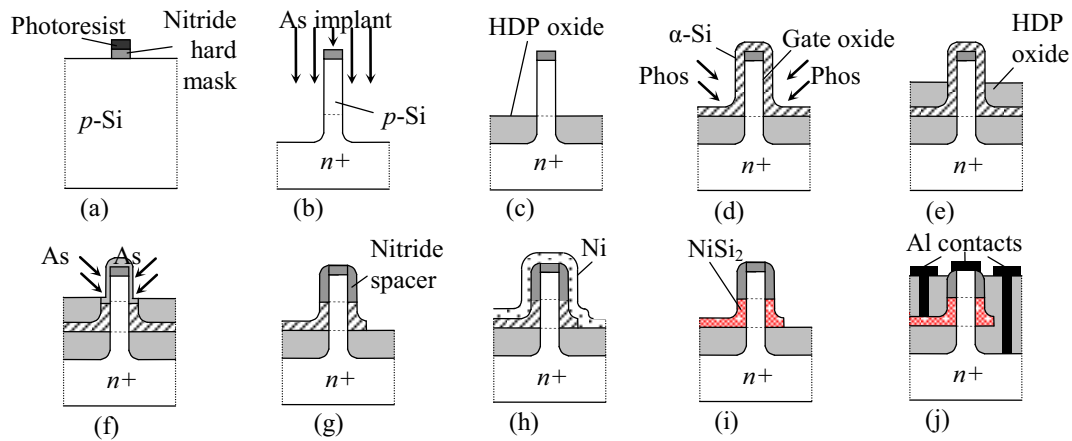 Photoresist
Nitride
hard
mask
p-Si
(a)
As implant
p-Si
n+
(b)
HDP oxide
n+
(c)
α-Si
Gate oxide
Phos
Phos
n+
(d)
HDP
oxide
n+
(e)
As
As
n+
(f)
Nitride
spacer
n+
(g)
Ni
n+
(h)
NiSi₂
n+
(i)
Al contacts
n+
(j)